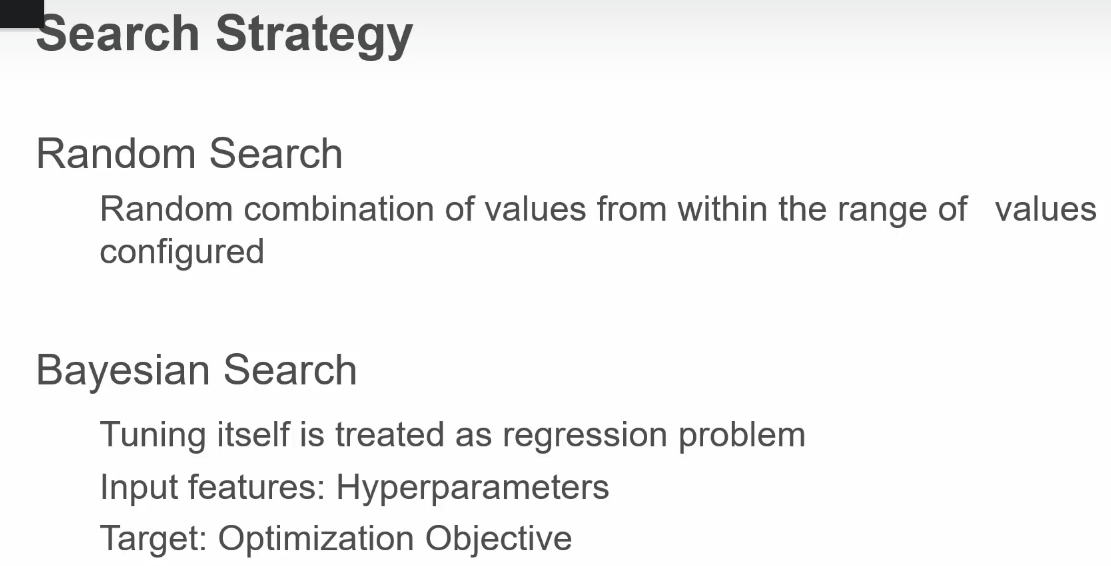 Search Strategy
Random Search
Random combination of values from within the range of values
configured
Bayesian Search
Tuning itself is treated as regression problem
Input features: Hyperparameters
Target: Optimization Objective